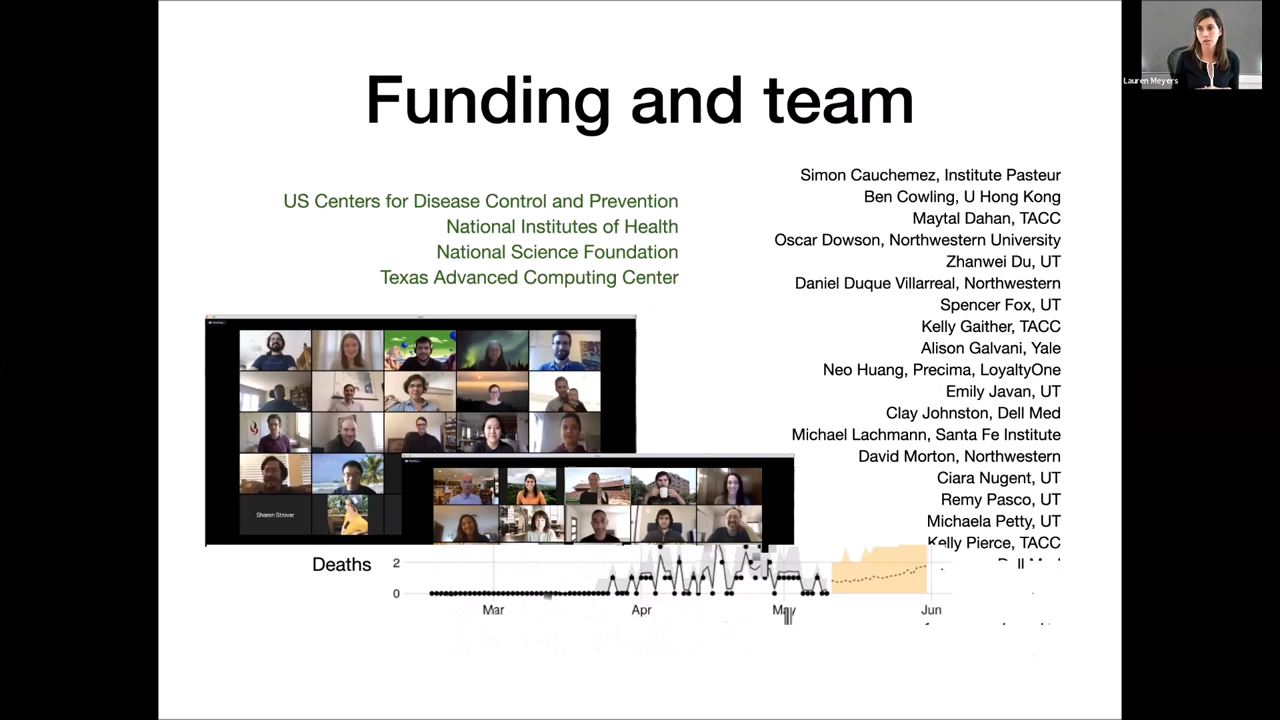 Funding and team
Lauren Meyers
US Centers for Disease Control and Prevention
National Institutes of Health
National Science Foundation
Texas Advanced Computing Center
Simon Cauchemez, Institute Pasteur
Ben Cowling, U Hong Kong
Maytal Dahan, TACC
Oscar Dowson, Northwestern University
Zhanwei Du, UT
Daniel Duque Villarreal, Northwestern
Spencer Fox, UT
Kelly Gaither, TACC
Alison Galvani, Yale
Neo Huang, Precima, LoyaltyOne
Emily Javan, UT
Clay Johnston, Dell Med
Michael Lachmann, Santa Fe Institute
David Morton, Northwestern
Ciara Nugent, UT
Remy Pasco, UT
Michaela Petty, UT
Kelly Pierce, TACC
Sharon Strover
Deaths
2
0
Mar
Apr
May
Jun